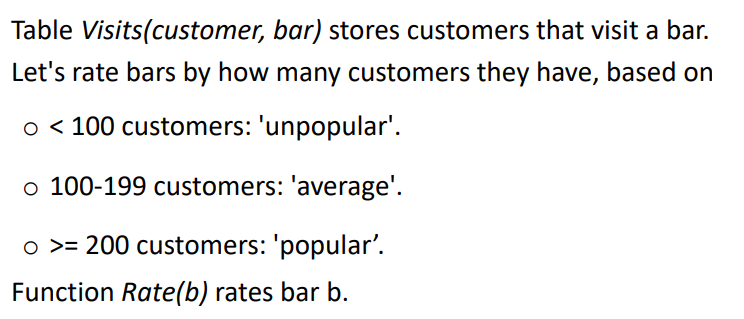 Table Visits(customer, bar) stores customers that visit a bar.
Let's rate bars by how many customers they have, based on
o < 100 customers: 'unpopular'.
o 100-199 customers: 'average'.
o >= 200 customers: 'popular’.
Function Rate(b) rates bar b.